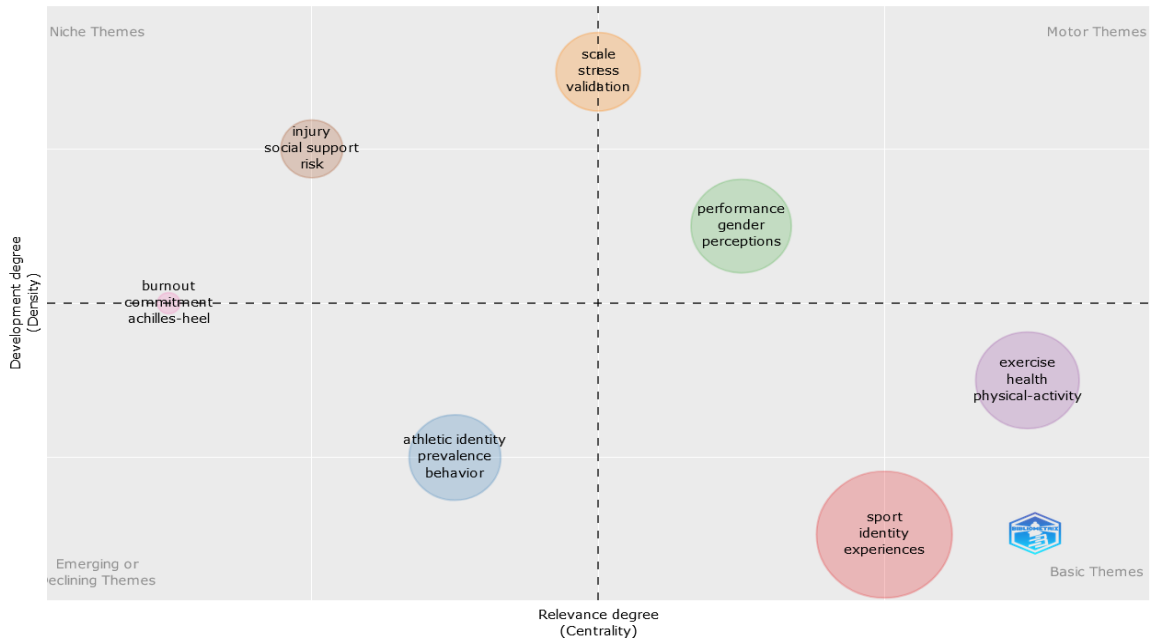 Niche Themes
Motor Themes
scale
stress
validation
injury
social support
risk
performance
gender
perceptions
burnout
commitment
achilles-heel
Development degree
(Density)
exercise
health
physical-activity
athletic identity
prevalence
behavior
sport
identity
experiences
BIBLIOMETRIX
Emerging or
eclining Themes
Basic Themes
Relevance degree
(Centrality)